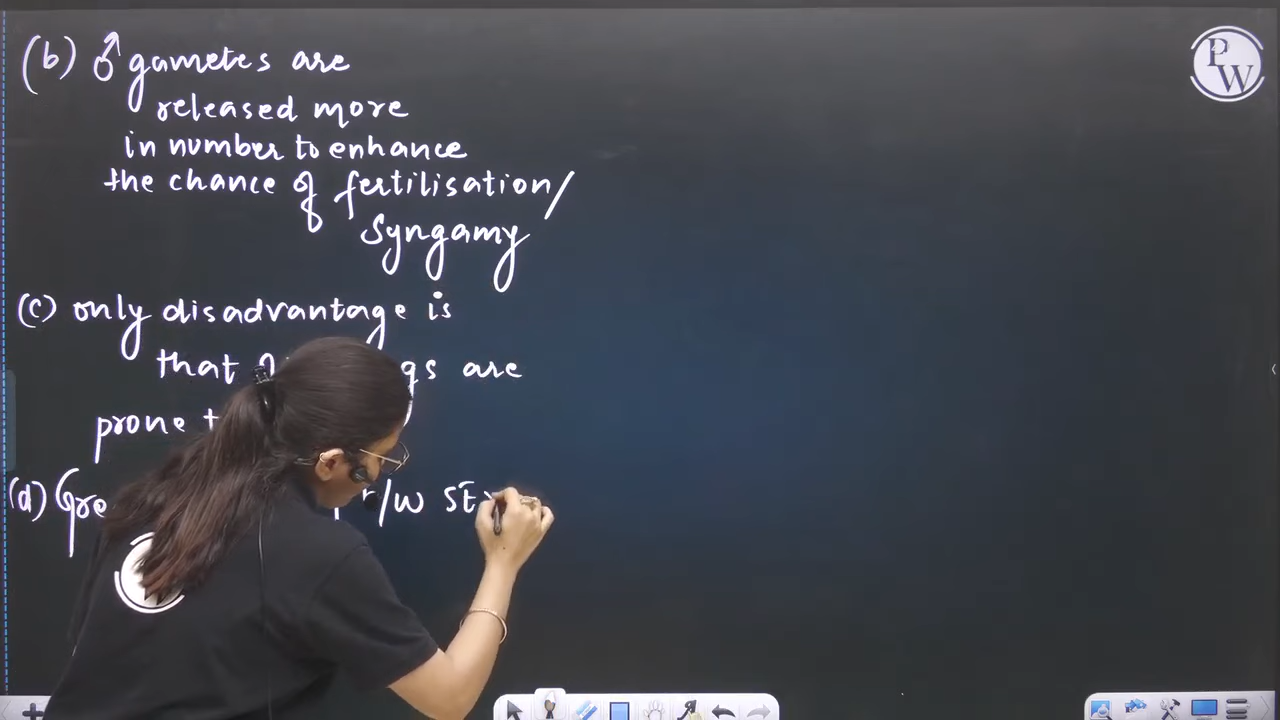 (b) ♂ gametes are
released more
in number to enhance
the chance of fertilisation/
Syngamy
(c) only disadvantage is
that are
prone
(d) /W SE
PW